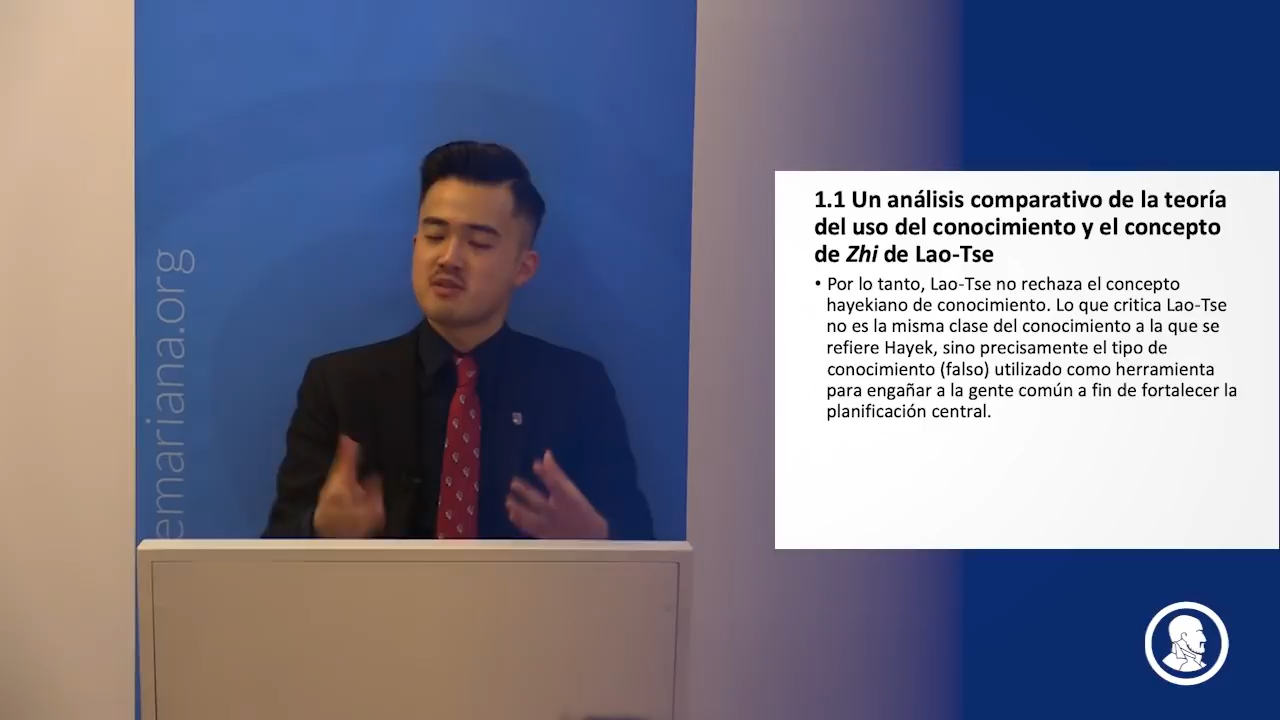 emariana.org
1.1 Un análisis comparativo de la teoría
del uso del conocimiento y el concepto
de Zhi de Lao-Tse
• Por lo tanto, Lao-Tse no rechaza el concepto
hayekiano de conocimiento. Lo que critica Lao-Tse
no es la misma clase del conocimiento a la que se
refiere Hayek, sino precisamente el tipo de
conocimiento (falso) utilizado como herramienta
para engañar a la gente común a fin de fortalecer la
planificación central.